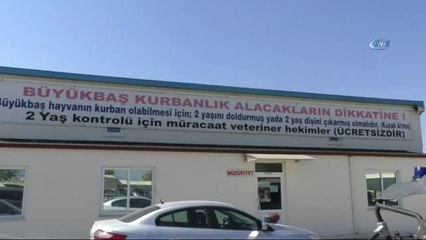 BÜYÜKBAŞ KURBANLIK ALACAKLARIN DİKKATİNE !
Büyükbaş hayvanın kurban olabilmesi için; 2 yaşını doldurmuş yada 2 yaş dişini çıkarmış olmalıdır.
2 Yaş kontrolü için müracaat veteriner hekimler (ÜCRETSİZDİR)
MÜDÜRİYET